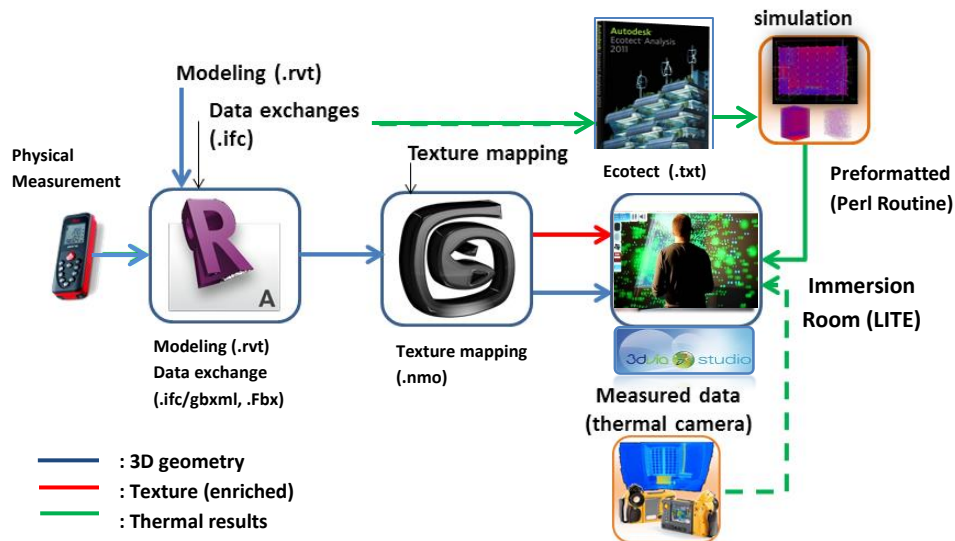 simulation
Autodesk
Ecotect Analysis
2011
Modeling (.rvt)
Data exchanges
(.ifc)
Physical
Measurement
Texture mapping
Ecotect (.txt)
Preformatted
(Perl Routine)
R
A
Immersion
Room (LITE)
3dvia studio
Modeling (.rvt)
Data exchange
(.ifc/gbxml, .Fbx)
Texture mapping
(.nmo)
Measured data
(thermal camera)
: 3D geometry
: Texture (enriched)
: Thermal results